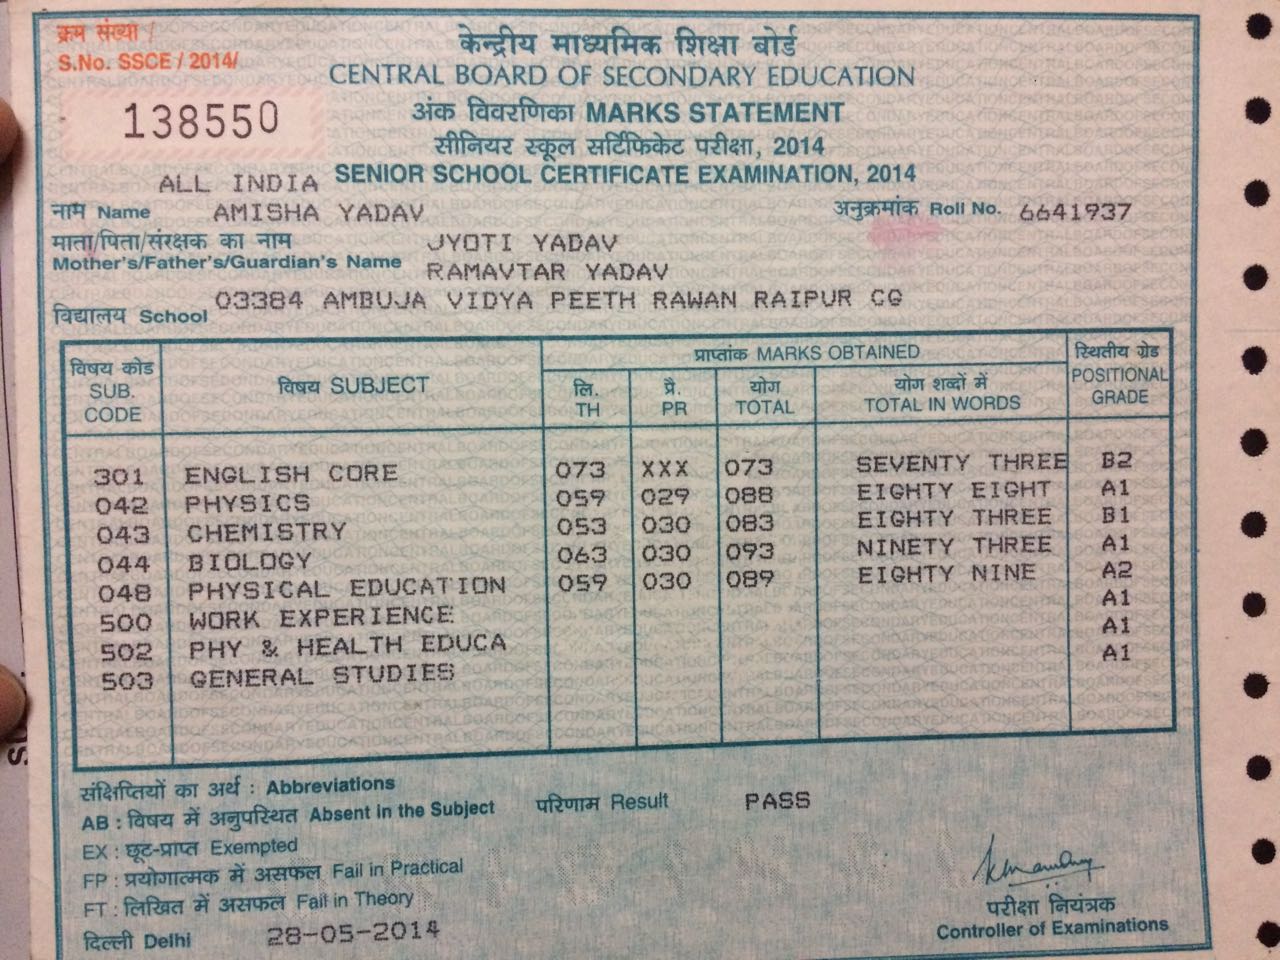 क्रम संख्या /
S.No. SSCE / 2014/
138550
केन्द्रीय माध्यमिक शिक्षा बोर्ड
CENTRAL BOARD OF SECONDARY EDUCATION
अंक विवरणिका MARKS STATEMENT
सीनियर स्कूल सर्टिफिकेट परीक्षा, 2014
ALL INDIA SENIOR SCHOOL CERTIFICATE EXAMINATION, 2014
नाम Name AMISHA YADAV अनुक्रमांक Roll No. 6641937
माता/पिता/संरक्षक का नाम JYOTI YADAV
Mother's/Father's/Guardian's Name RAMAVTAR YADAV
विद्यालय School 03384 AMBUJA VIDYA PEETH RAWAN RAIPUR CG
विषय कोड SUB. CODE विषय SUBJECT प्राप्तांक MARKS OBTAINED स्थितीय ग्रेड POSITIONAL GRADE
लि. TH प्रै. PR योग TOTAL योग शब्दों में TOTAL IN WORDS
301 ENGLISH CORE 073 XXX 073 SEVENTY THREE B2
042 PHYSICS 059 029 088 EIGHTY EIGHT A1
043 CHEMISTRY 053 030 083 EIGHTY THREE B1
044 BIOLOGY 063 030 093 NINETY THREE A1
048 PHYSICAL EDUCATION 059 030 089 EIGHTY NINE A2
500 WORK EXPERIENCE A1
502 PHY & HEALTH EDUCA A1
503 GENERAL STUDIES A1
संक्षिप्तियों का अर्थ : Abbreviations
AB : विषय में अनुपस्थित Absent in the Subject परिणाम Result PASS
EX : छूट-प्राप्त Exempted
FP : प्रयोगात्मक में असफल Fail in Practical
FT : लिखित में असफल Fail in Theory
दिल्ली Delhi 28-05-2014
परीक्षा नियंत्रक
Controller of Examinations